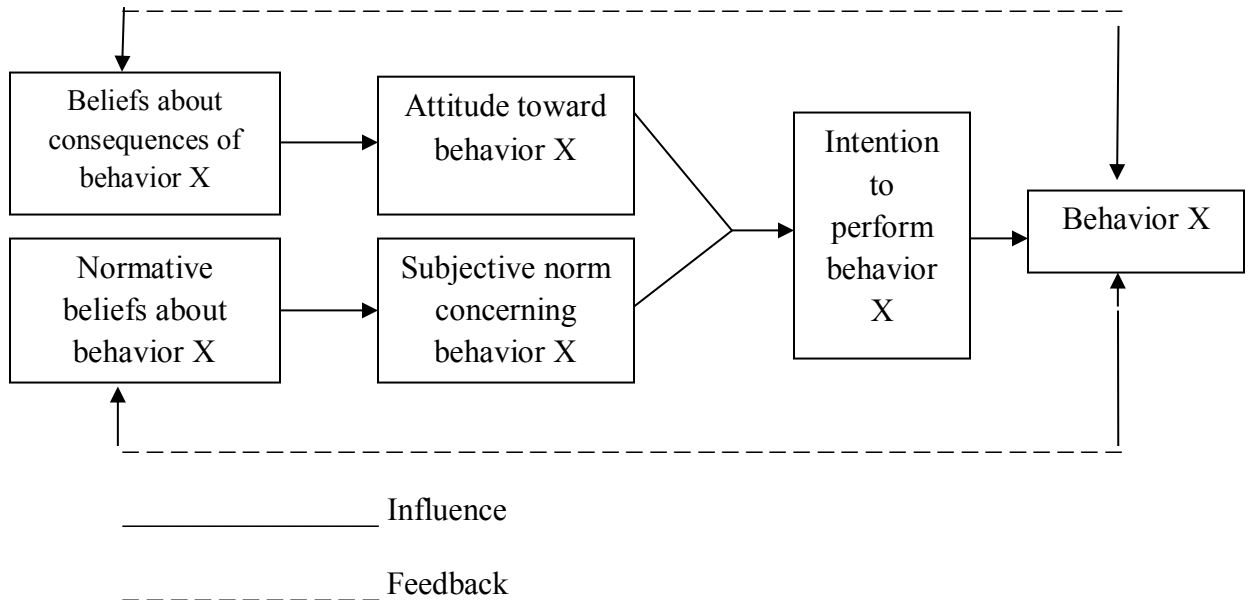 Beliefs about
consequences of
behavior X
Attitude toward
behavior X
Normative
beliefs about
behavior X
Subjective norm
concerning
behavior X
Intention
to
perform
behavior
X
Behavior X
Influence
Feedback